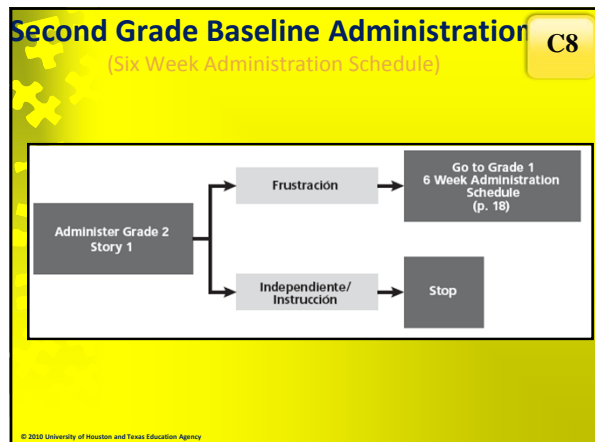 Second Grade Baseline Administration
C8
(Six Week Administration Schedule)
Administer Grade 2
Story 1
Frustración
Go to Grade 1
6 Week Administration
Schedule
(p. 18)
Independiente/
Instrucción
Stop
© 2010 University of Houston and Texas Education Agency